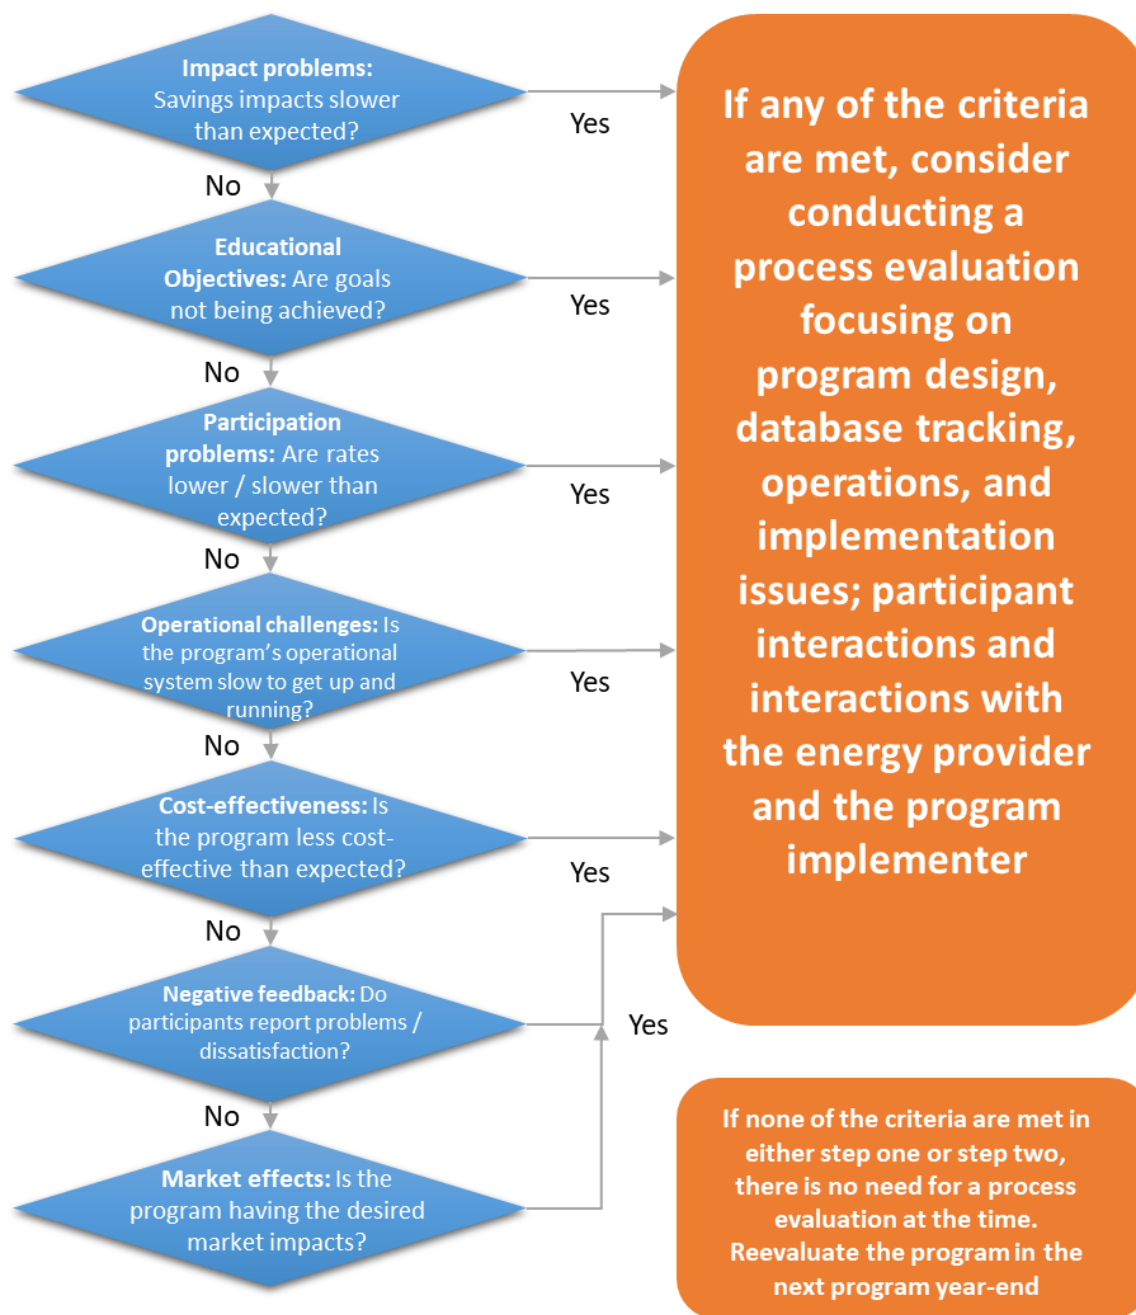 Impact problems:
Savings impacts slower
than expected?
Yes
No
Educational
Objectives: Are goals
not being achieved?
Yes
No
Participation
problems: Are rates
lower / slower than
expected?
Yes
No
Operational challenges: Is
the program’s operational
system slow to get up and
running?
Yes
No
Cost-effectiveness: Is
the program less cost-
effective than expected?
Yes
No
Negative feedback: Do
participants report problems /
dissatisfaction?
Yes
No
Market effects: Is the
program having the desired
market impacts?
If any of the criteria
are met, consider
conducting a
process evaluation
focusing on
program design,
database tracking,
operations, and
implementation
issues; participant
interactions and
interactions with
the energy provider
and the program
implementer
If none of the criteria are met in
either step one or step two,
there is no need for a process
evaluation at the time.
Reevaluate the program in the
next program year-end